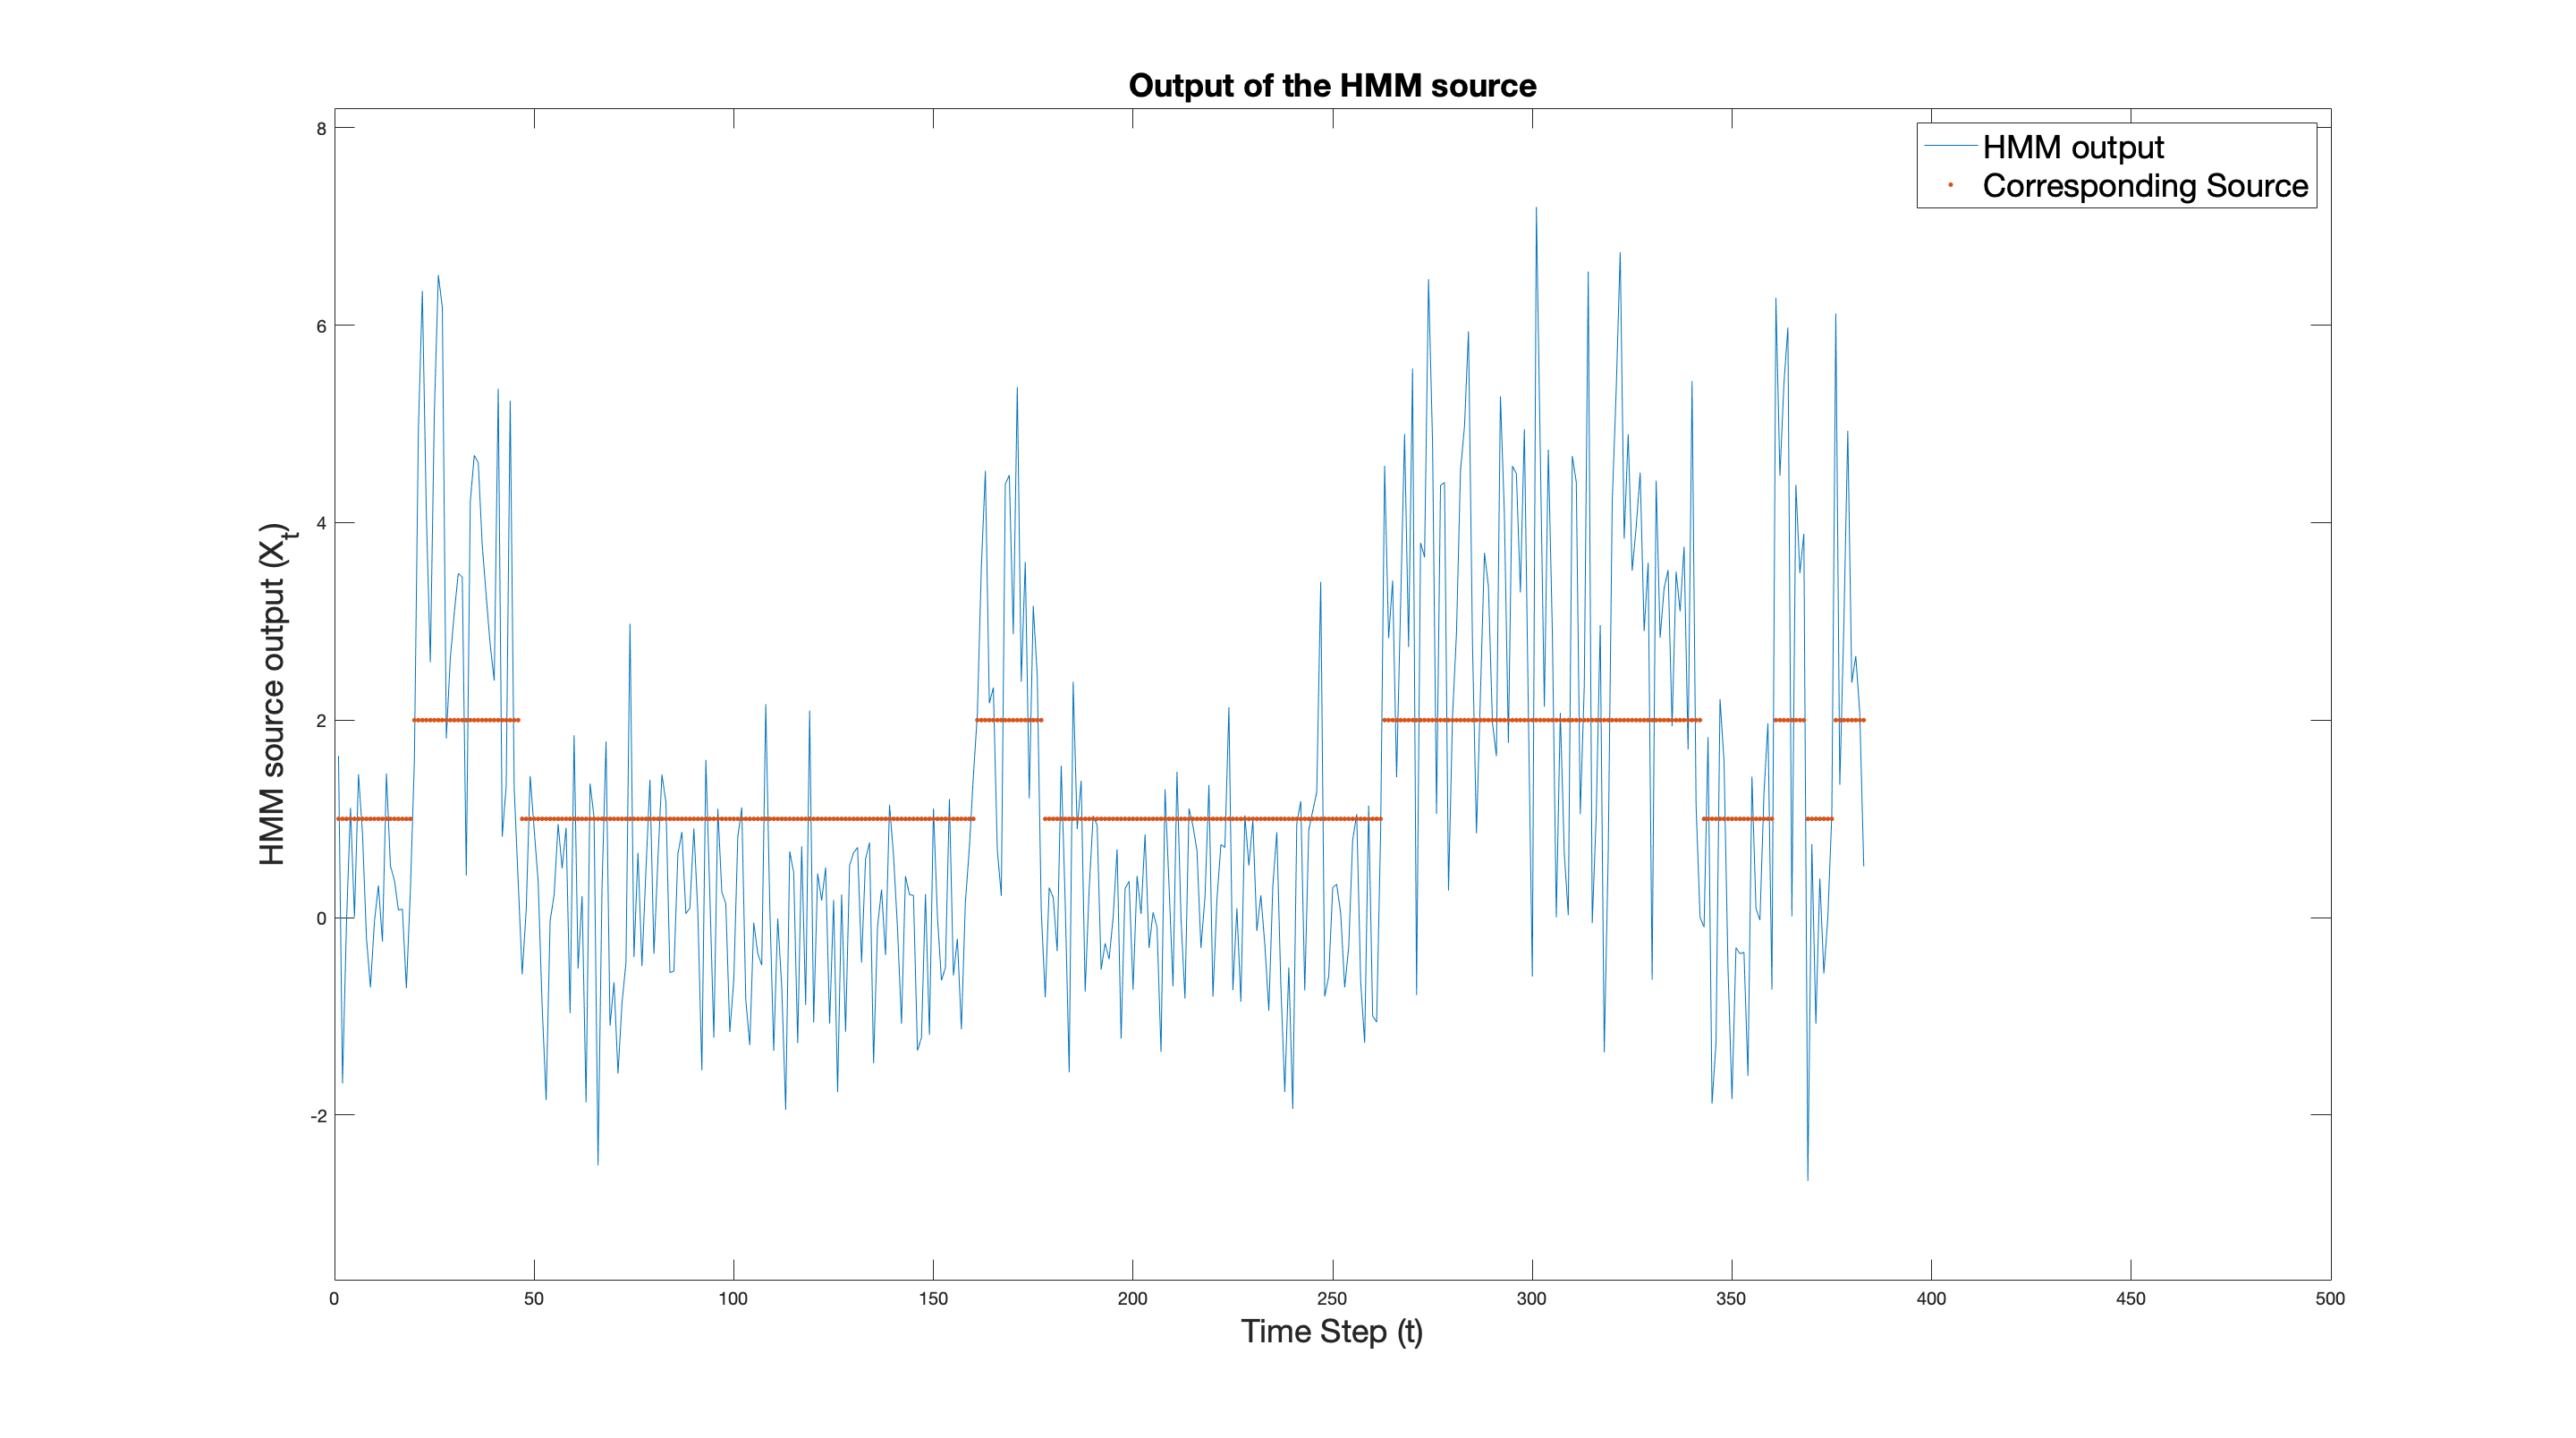 Output of the HMM source
HMM output
Corresponding Source
HMM source output (Xt)
8
6
4
2
0
-2
0 50 100 150 200 250 300 350 400 450 500
Time Step (t)